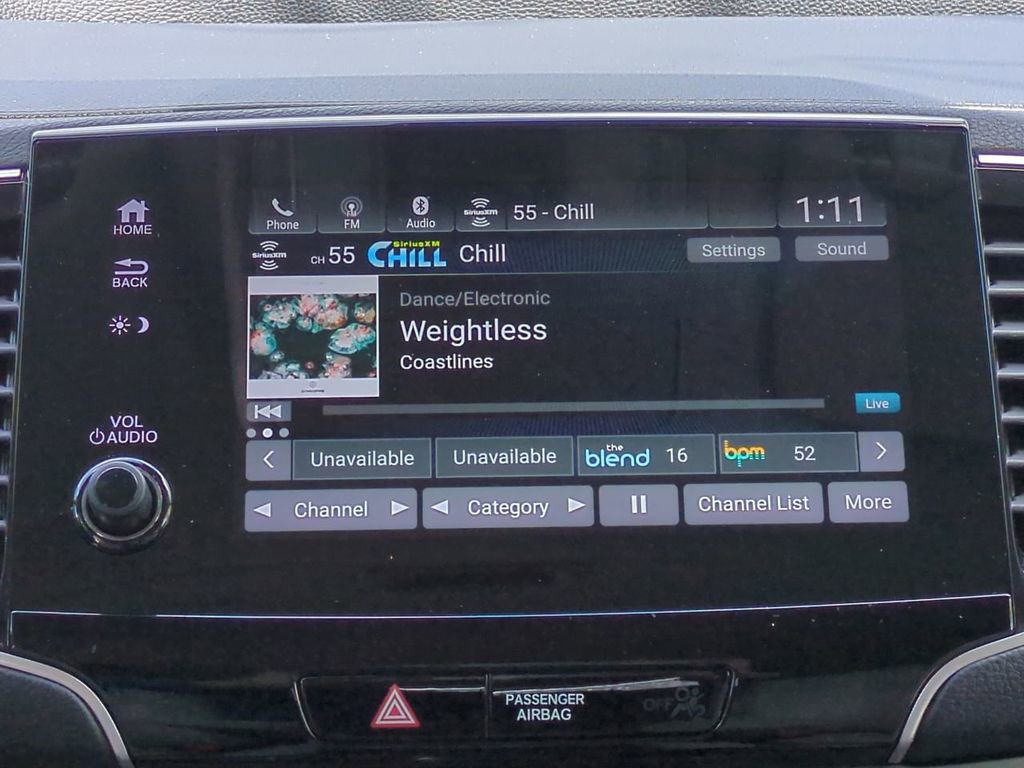 HOME
BACK
VOL
AUDIO
Phone
FM
Audio
SiriusXM
55 - Chill
1:11
SiriusXM
CH 55
SiriusXM
CHILL
Chill
Settings
Sound
Dance/Electronic
Weightless
Coastlines
Live
Unavailable
Unavailable
the
blend 16
bpm 52
Channel
Category
Channel List
More
PASSENGER
AIRBAG
OFF